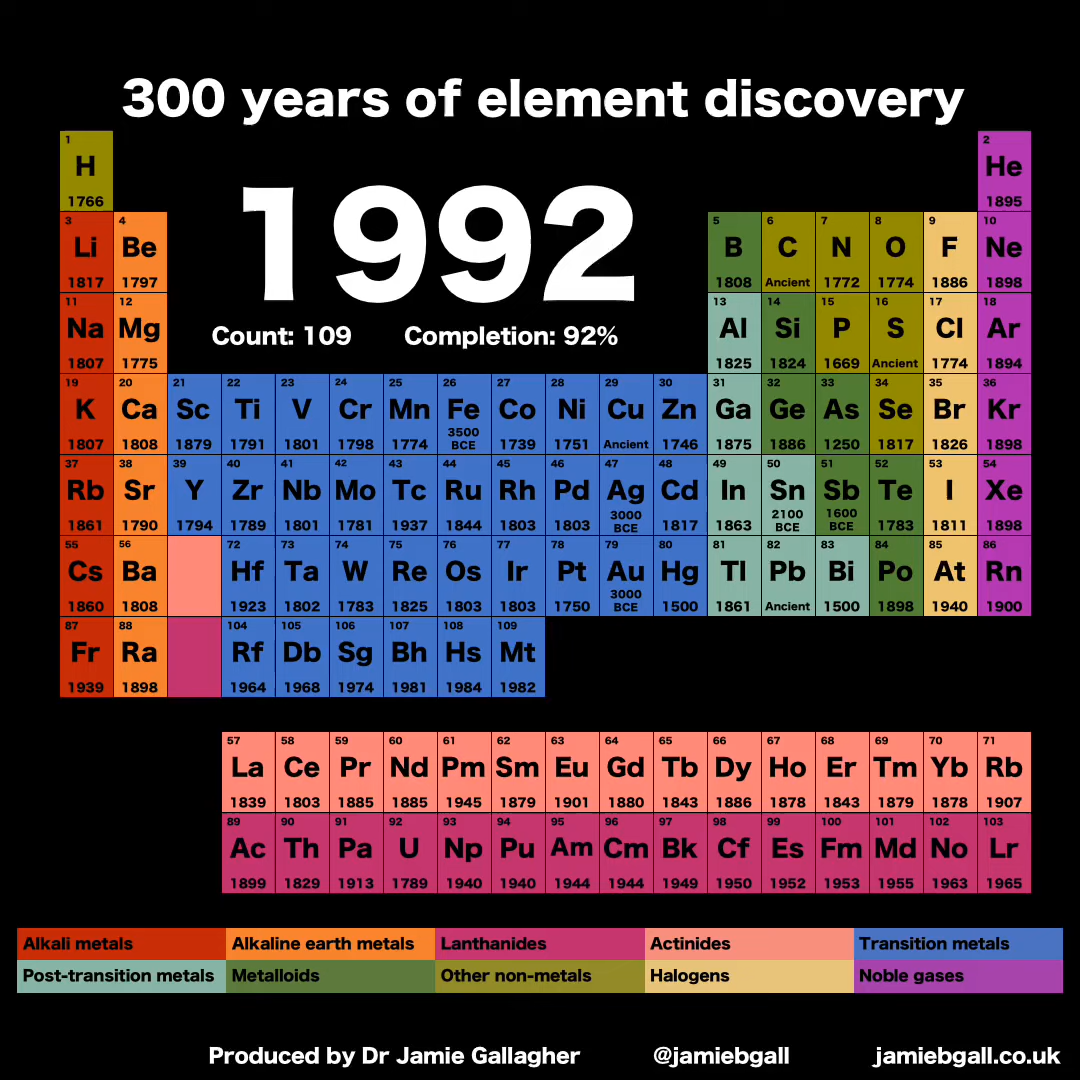 300 years of element discovery
1 2
H He
1766 1895
1992
3 4 5 6 7 8 9 10
Li Be B C N O F Ne
1817 1797 1808 Ancient 1772 1774 1886 1898
11 12 13 14 15 16 17 18
Na Mg Al Si P S Cl Ar
1807 1775 1825 1824 1669 Ancient 1774 1894
Count: 109 Completion: 92%
19 20 21 22 23 24 25 26 27 28 29 30 31 32 33 34 35 36
K Ca Sc Ti V Cr Mn Fe Co Ni Cu Zn Ga Ge As Se Br Kr
1807 1808 1879 1791 1801 1798 1774 3500 BCE 1739 1751 Ancient 1746 1875 1886 1250 1817 1826 1898
37 38 39 40 41 42 43 44 45 46 47 48 49 50 51 52 53 54
Rb Sr Y Zr Nb Mo Tc Ru Rh Pd Ag Cd In Sn Sb Te I Xe
1861 1790 1794 1789 1801 1781 1937 1844 1803 1803 3000 BCE 1817 1863 2100 BCE 1600 BCE 1783 1811 1898
55 56 72 73 74 75 76 77 78 79 80 81 82 83 84 85 86
Cs Ba Hf Ta W Re Os Ir Pt Au Hg Tl Pb Bi Po At Rn
1860 1808 1923 1802 1783 1825 1803 1803 1750 3000 BCE 1500 1861 Ancient 1500 1898 1940 1900
87 88 104 105 106 107 108 109
Fr Ra Rf Db Sg Bh Hs Mt
1939 1898 1964 1968 1974 1981 1984 1982
57 58 59 60 61 62 63 64 65 66 67 68 69 70 71
La Ce Pr Nd Pm Sm Eu Gd Tb Dy Ho Er Tm Yb Rb
1839 1803 1885 1885 1945 1879 1901 1880 1843 1886 1878 1843 1879 1878 1907
89 90 91 92 93 94 95 96 97 98 99 100 101 102 103
Ac Th Pa U Np Pu Am Cm Bk Cf Es Fm Md No Lr
1899 1829 1913 1789 1940 1940 1944 1944 1949 1950 1952 1953 1955 1963 1965
Alkali metals Alkaline earth metals Lanthanides Actinides Transition metals
Post-transition metals Metalloids Other non-metals Halogens Noble gases
Produced by Dr Jamie Gallagher @jamiebgall jamiebgall.co.uk